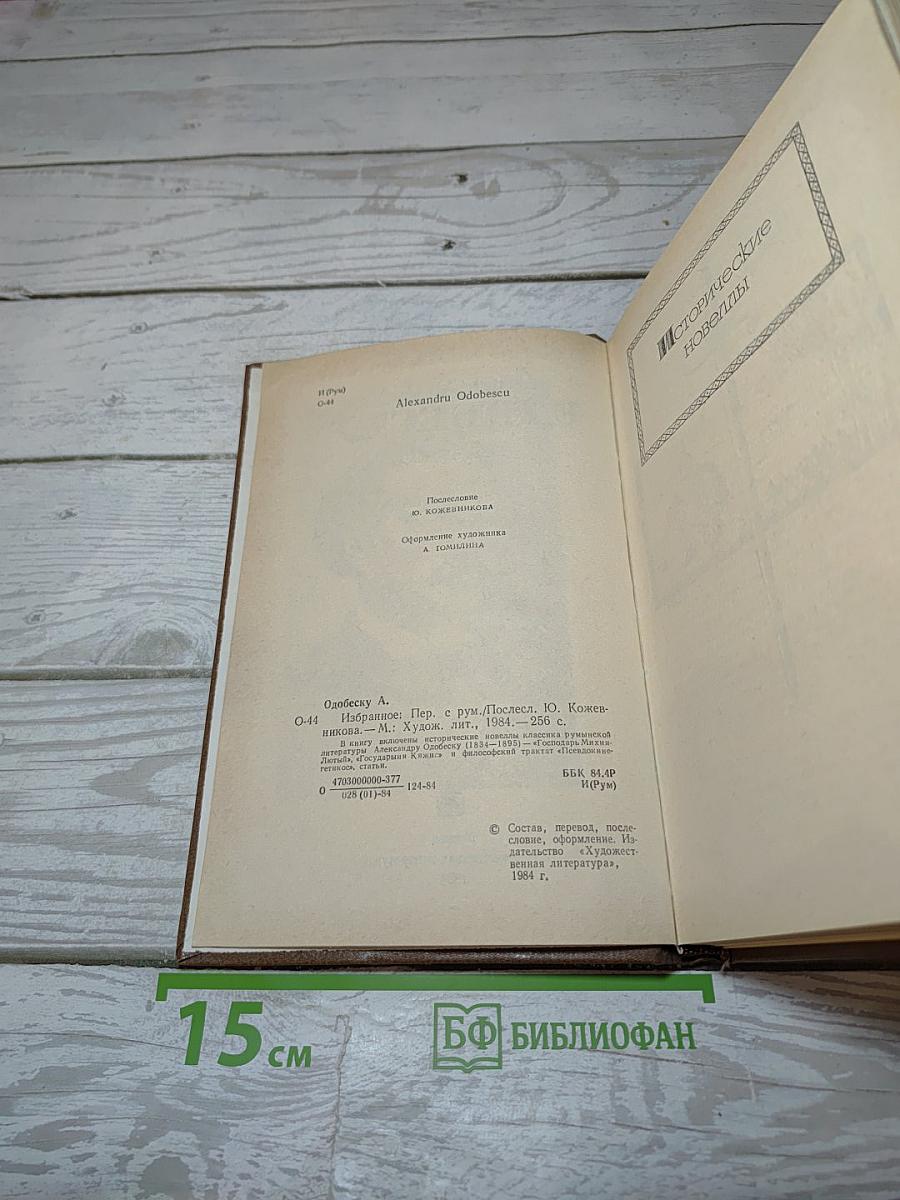 И (Рум)
О-44
Alexandru Odobescu
Послесловие
Ю. КОЖЕВНИКОВА
Оформление художника
А. ГОМИЛИНА
Одобеску А.
О-44 Избранное: Пер. с рум./Послесл. Ю. Кожев-
никова.— М.: Худож. лит., 1984.— 256 с.
В книгу включены исторические новеллы классика румынской
литературы Александру Одобеску (1834—1895) — «Господарь Михня-
Лютый», «Государыня Кяжна» и философский трактат «Псевдокине-
гетикос», статьи.
О 4703000000-377 124-84
028 (01)-84
ББК 84.4Р
И(Рум)
© Состав, перевод, после-
словие, оформление. Из-
дательство «Художест-
венная литература»,
1984 г.
Исторические
новеллы
15 см
БФ БИБЛИОФАН